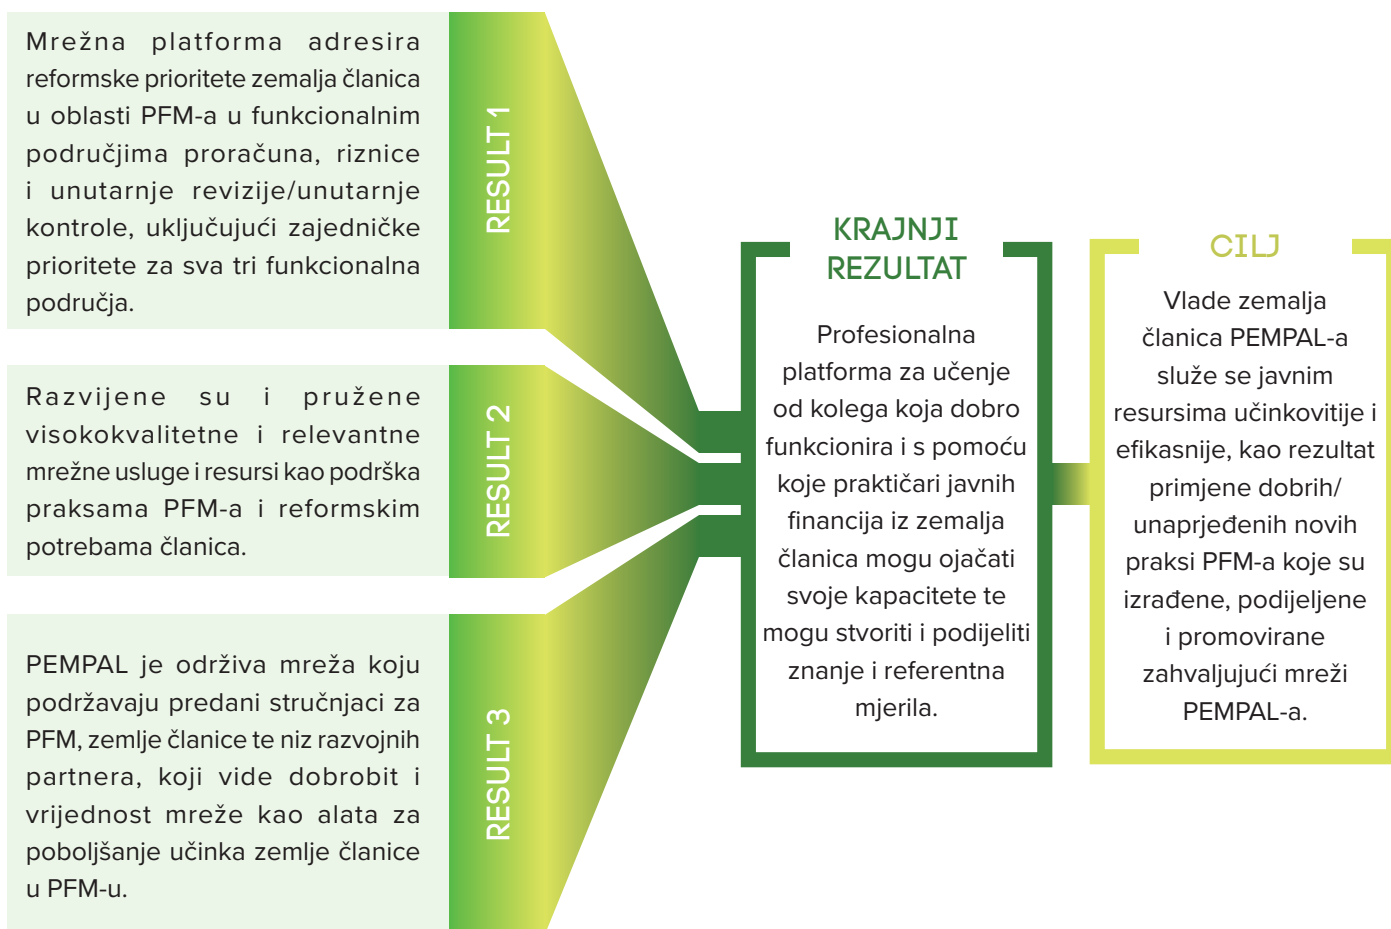 Mrežna platforma adresira
reformske prioritete zemalja članica
u oblasti PFM-a u funkcionalnim
područjima proračuna, riznice
i unutarnje revizije/unutarnje
kontrole, uključujući zajedničke
prioritete za sva tri funkcionalna
područja.
RESULT 1
Razvijene su i pružene
visokokvalitetne i relevantne
mrežne usluge i resursi kao podrška
praksama PFM-a i reformskim
potrebama članica.
RESULT 2
PEMPAL je održiva mreža koju
podržavaju predani stručnjaci za
PFM, zemlje članice te niz razvojnih
partnera, koji vide dobrobit i
vrijednost mreže kao alata za
poboljšanje učinka zemlje članice
u PFM-u.
RESULT 3
KRAJNJI
REZULTAT
Profesionalna
platforma za učenje
od kolega koja dobro
funkcionira i s pomoću
koje praktičari javnih
financija iz zemalja
članica mogu ojačati
svoje kapacitete te
mogu stvoriti i podijeliti
znanje i referentna
mjerila.
CILJ
Vlade zemalja
članica PEMPAL-a
služe se javnim
resursima učinkovitije i
efikasnije, kao rezultat
primjene dobrih/
unaprjeđenih novih
praksi PFM-a koje su
izrađene, podijeljene
i promovirane
zahvaljujući mreži
PEMPAL-a.